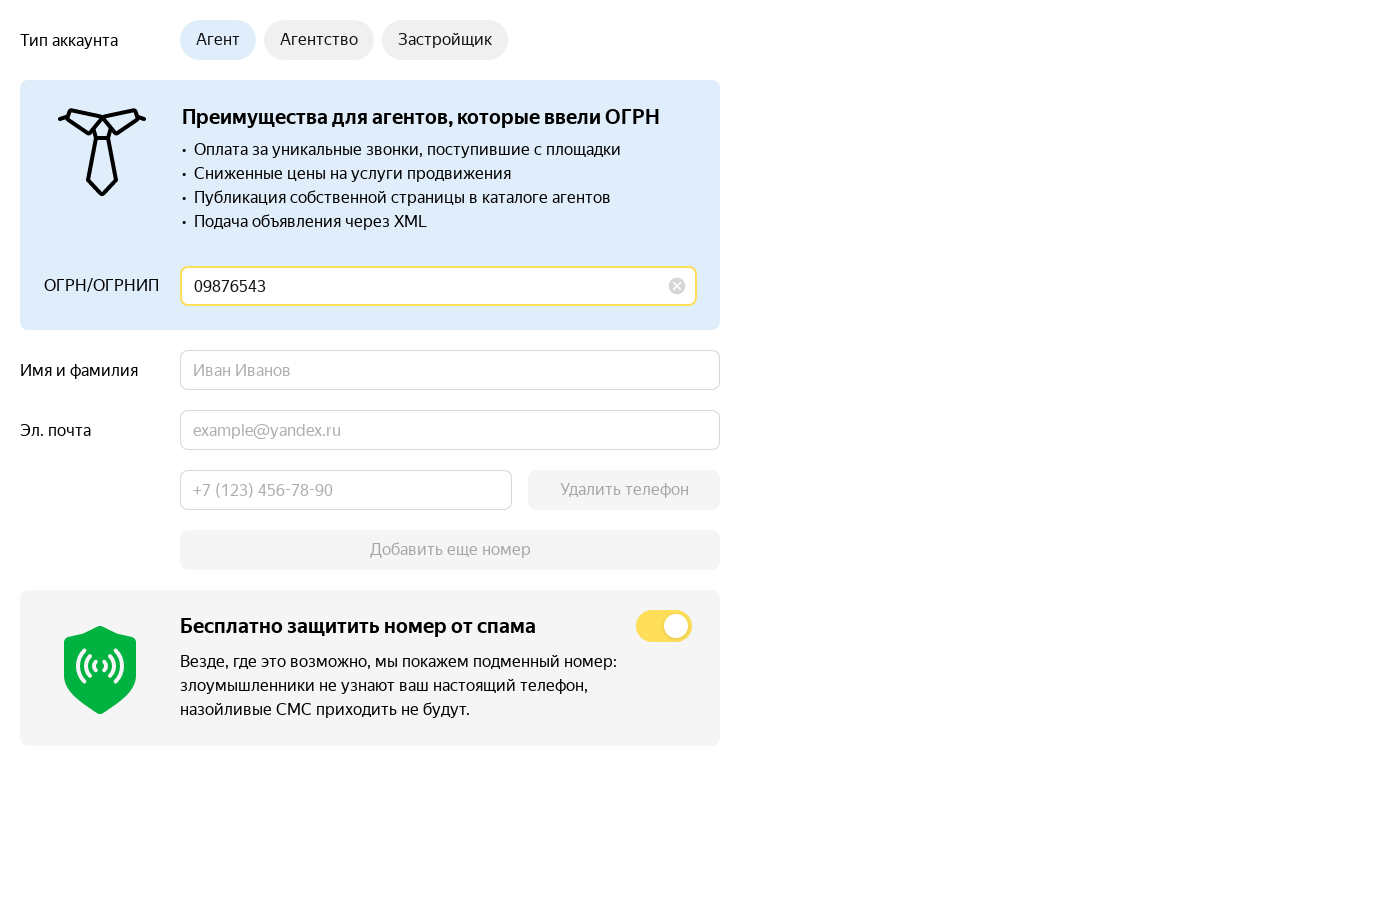 Тип аккаунта Агент Агентство Застройщик
Преимущества для агентов, которые ввели ОГРН
• Оплата за уникальные звонки, поступившие с площадки
• Сниженные цены на услуги продвижения
• Публикация собственной страницы в каталоге агентов
• Подача объявления через XML
ОГРН/ОГРНИП 09876543
Имя и фамилия Иван Иванов
Эл. почта example@yandex.ru
+7 (123) 456-78-90 Удалить телефон
Добавить еще номер
Бесплатно защитить номер от спама
Везде, где это возможно, мы покажем подменный номер:
злоумышленники не узнают ваш настоящий телефон,
назойливые СМС приходить не будут.